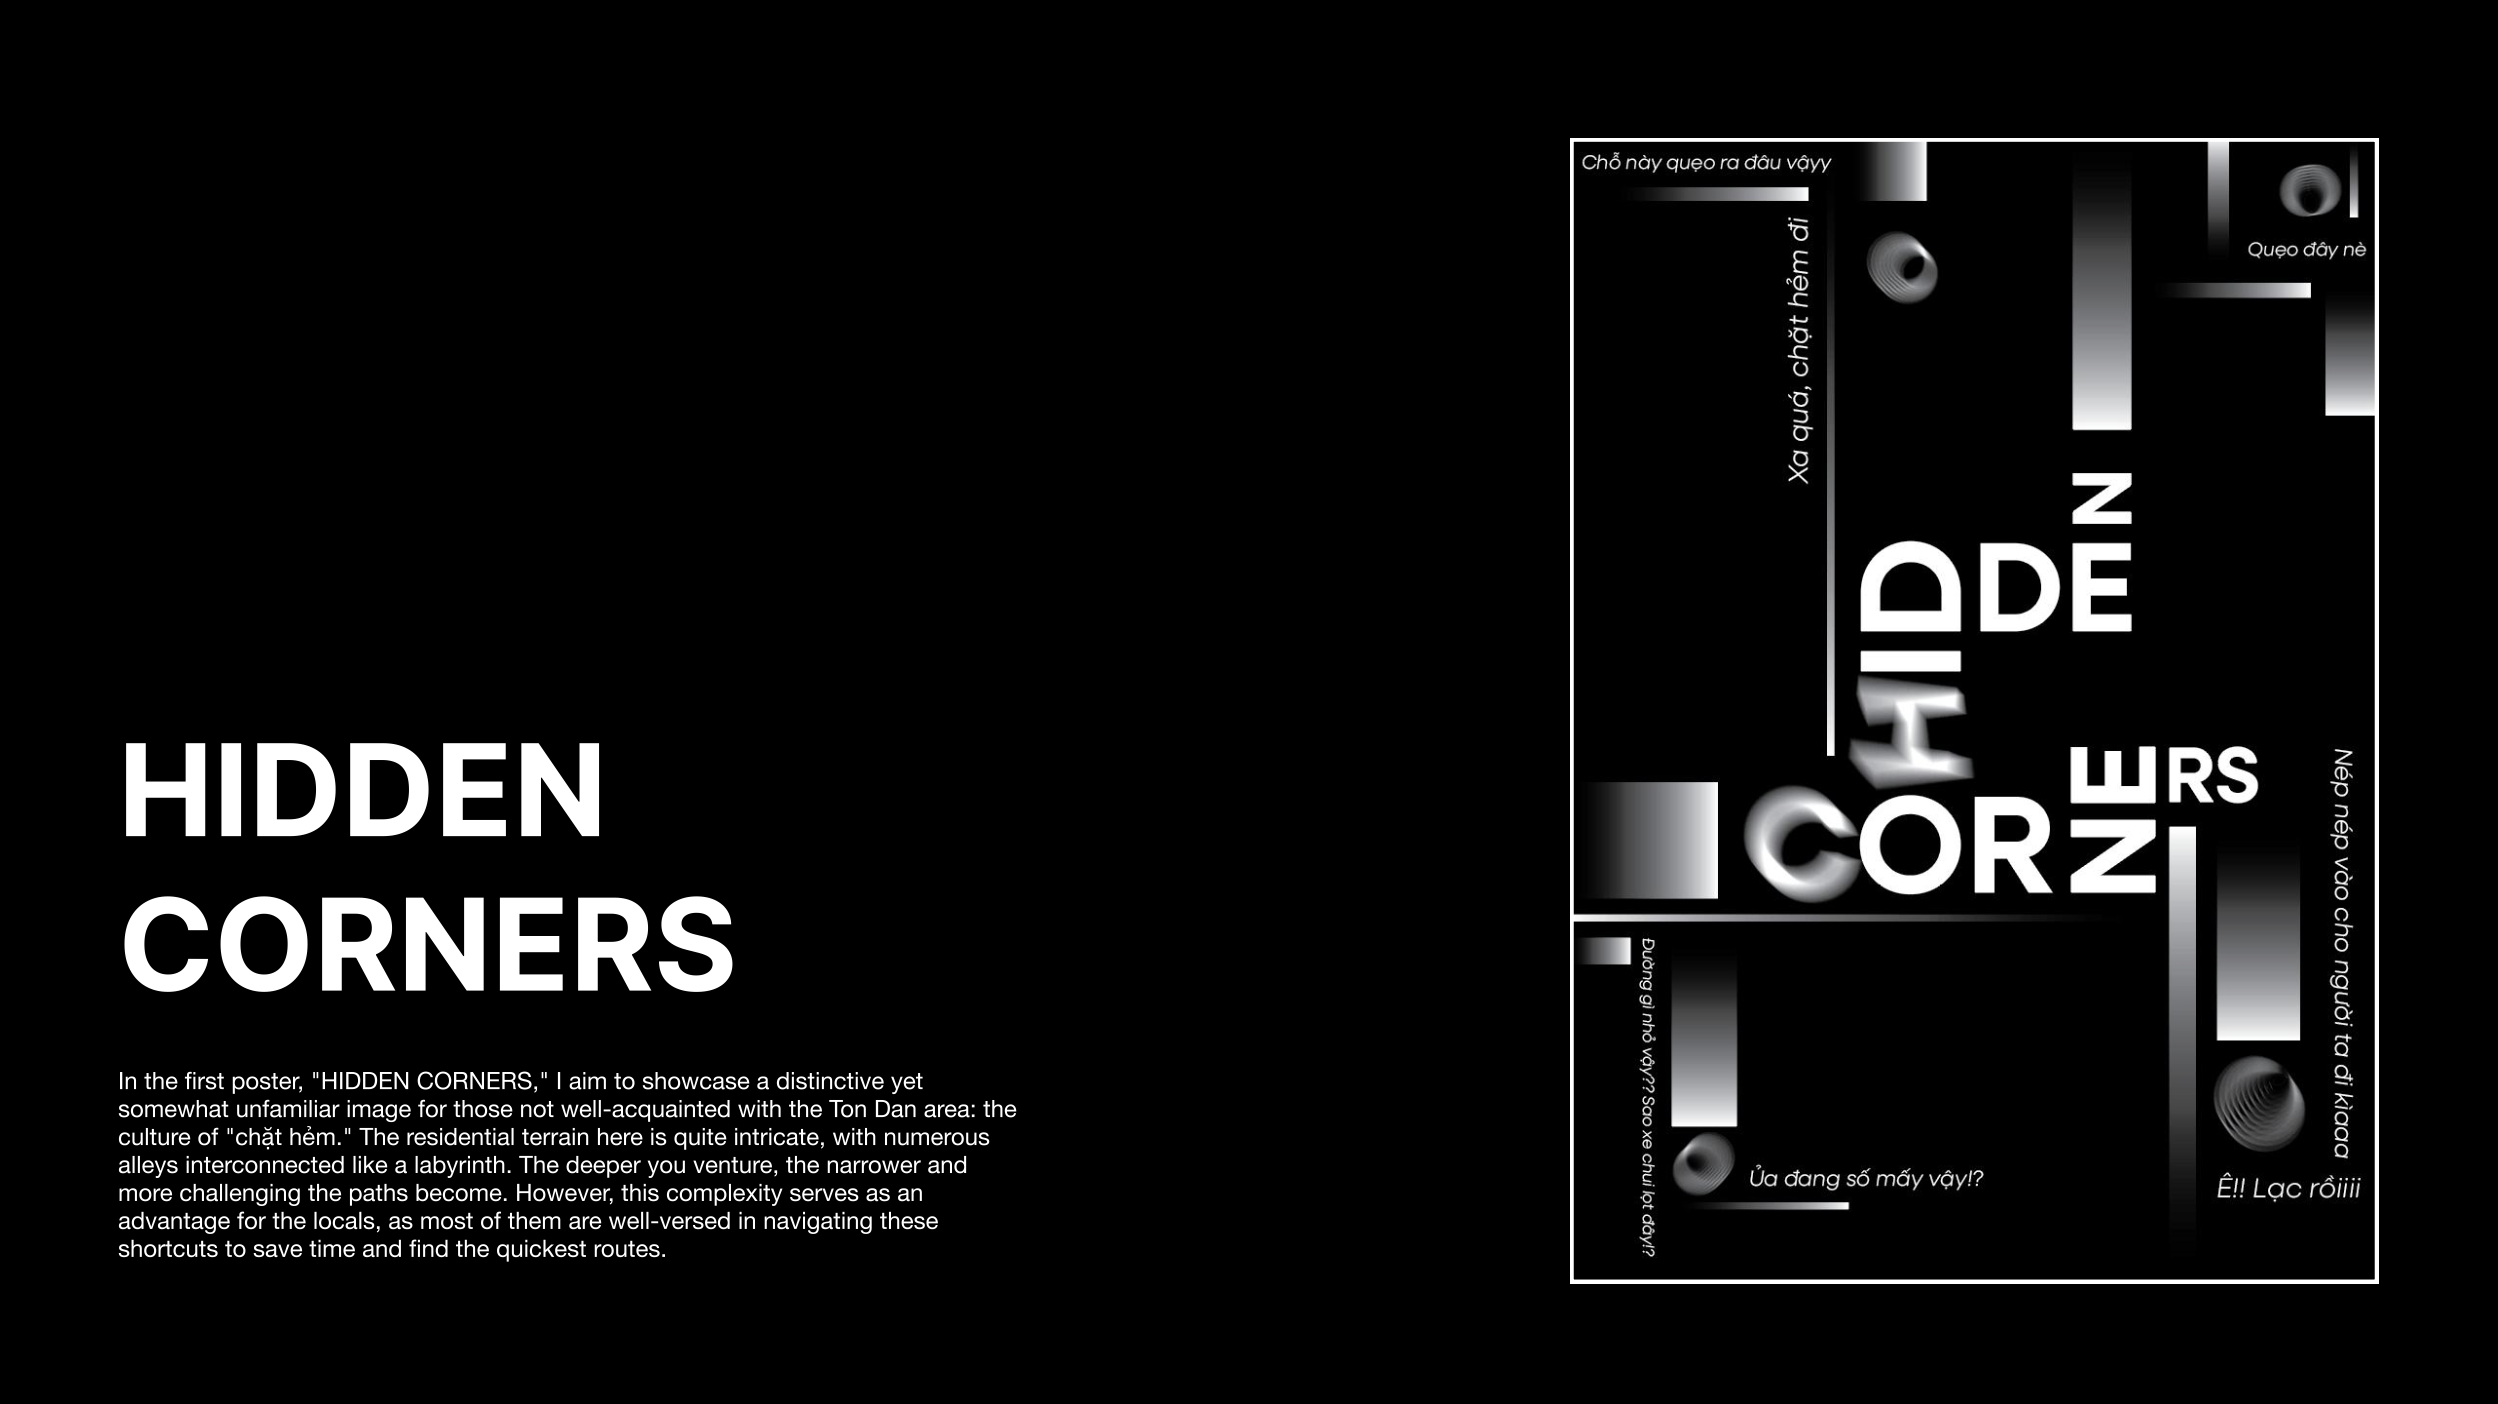 HIDDEN
CORNERS
In the first poster, "HIDDEN CORNERS," I aim to showcase a distinctive yet
somewhat unfamiliar image for those not well-acquainted with the Ton Dan area: the
culture of "chặt hẻm." The residential terrain here is quite intricate, with numerous
alleys interconnected like a labyrinth. The deeper you venture, the narrower and
more challenging the paths become. However, this complexity serves as an
advantage for the locals, as most of them are well-versed in navigating these
shortcuts to save time and find the quickest routes.
Chỗ này quẹo ra đâu vậyy
Xa quá, chặt hẻm đi
Quẹo đây nè
HIDDEN
CORNERS
Nép nép vào cho người ta đi kìaaa
Đường gì nhỏ vậy?? Sao xe chui lọt đây!?
Ủa đang số mấy vậy!?
Ê!! Lạc rồiiii